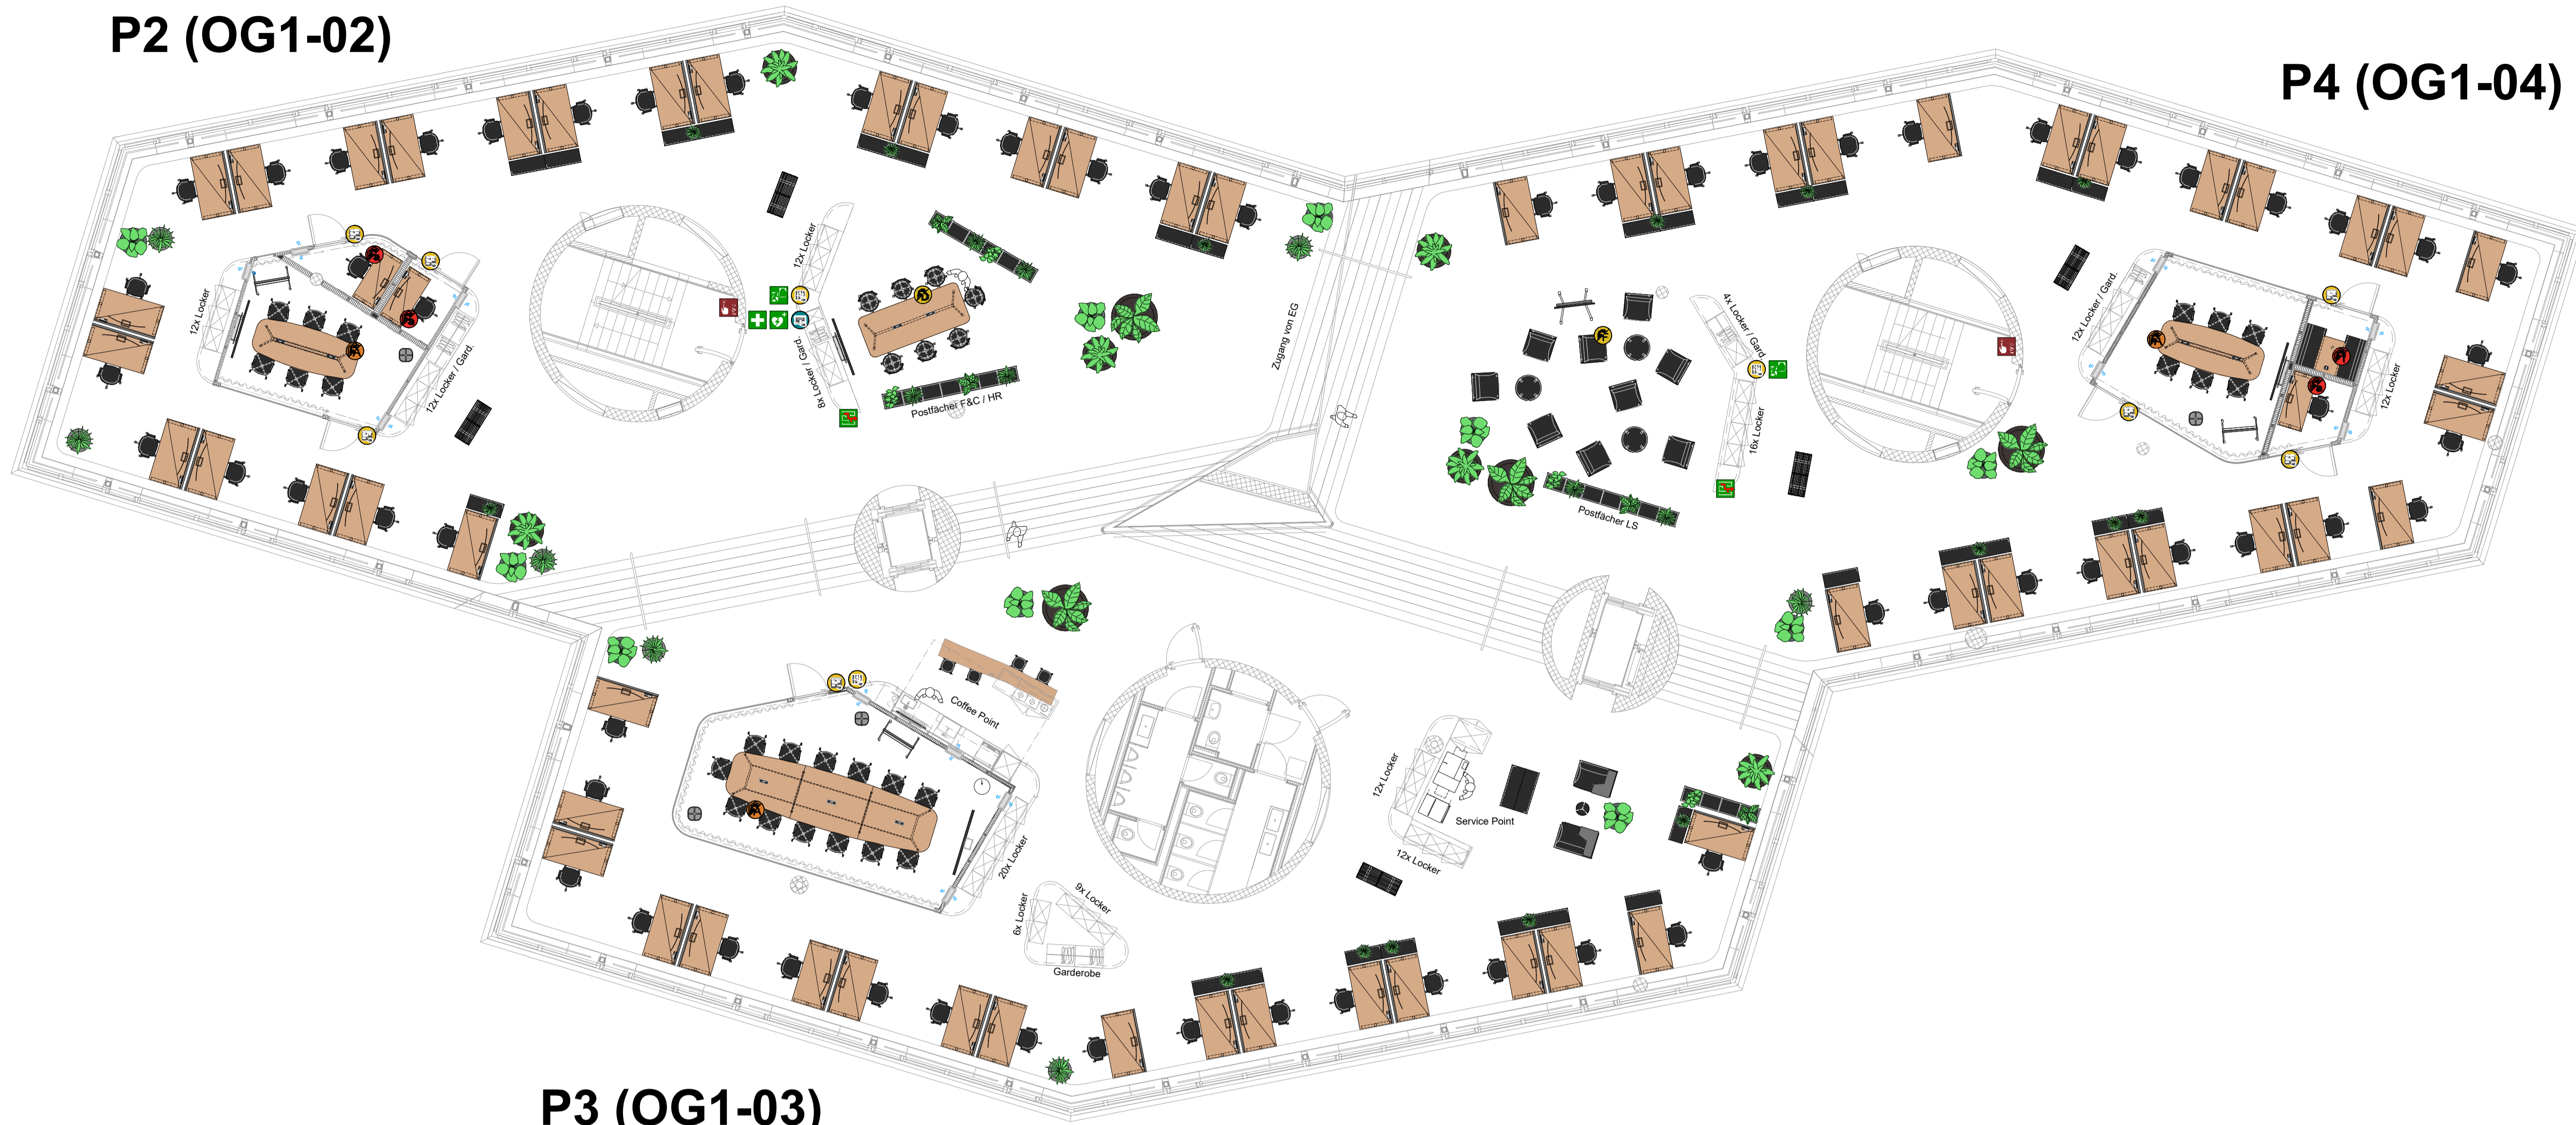 P2 (OG1-02)
P4 (OG1-04)
12x Locker
12x Locker / Gard.
12x Locker
8x Locker / Gard.
Postfächer F&C / HR
Zugang von EG
4x Locker / Gard.
16x Locker
Postfächer LS
12x Locker / Gard.
12x Locker
Coffee Point
20x Locker
6x Locker
9x Locker
Garderobe
12x Locker
Service Point
12x Locker
P3 (OG1-03)